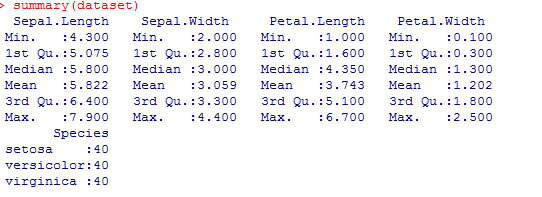 > summary(dataset)
Sepal.Length Sepal.Width Petal.Length Petal.Width
Min. :4.300 Min. :2.000 Min. :1.000 Min. :0.100
1st Qu.:5.075 1st Qu.:2.800 1st Qu.:1.600 1st Qu.:0.300
Median :5.800 Median :3.000 Median :4.350 Median :1.300
Mean :5.822 Mean :3.059 Mean :3.743 Mean :1.202
3rd Qu.:6.400 3rd Qu.:3.300 3rd Qu.:5.100 3rd Qu.:1.800
Max. :7.900 Max. :4.400 Max. :6.700 Max. :2.500
Species
setosa :40
versicolor:40
virginica :40